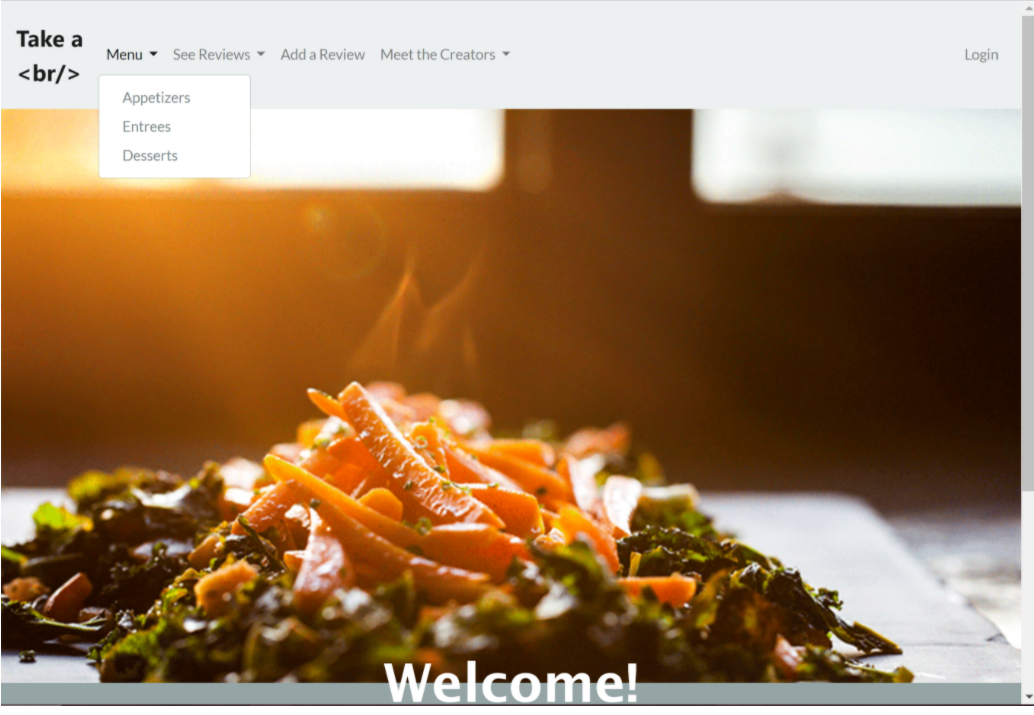 Take a
<br/>
Menu See Reviews Add a Review Meet the Creators Login
Appetizers
Entrees
Desserts
Welcome!